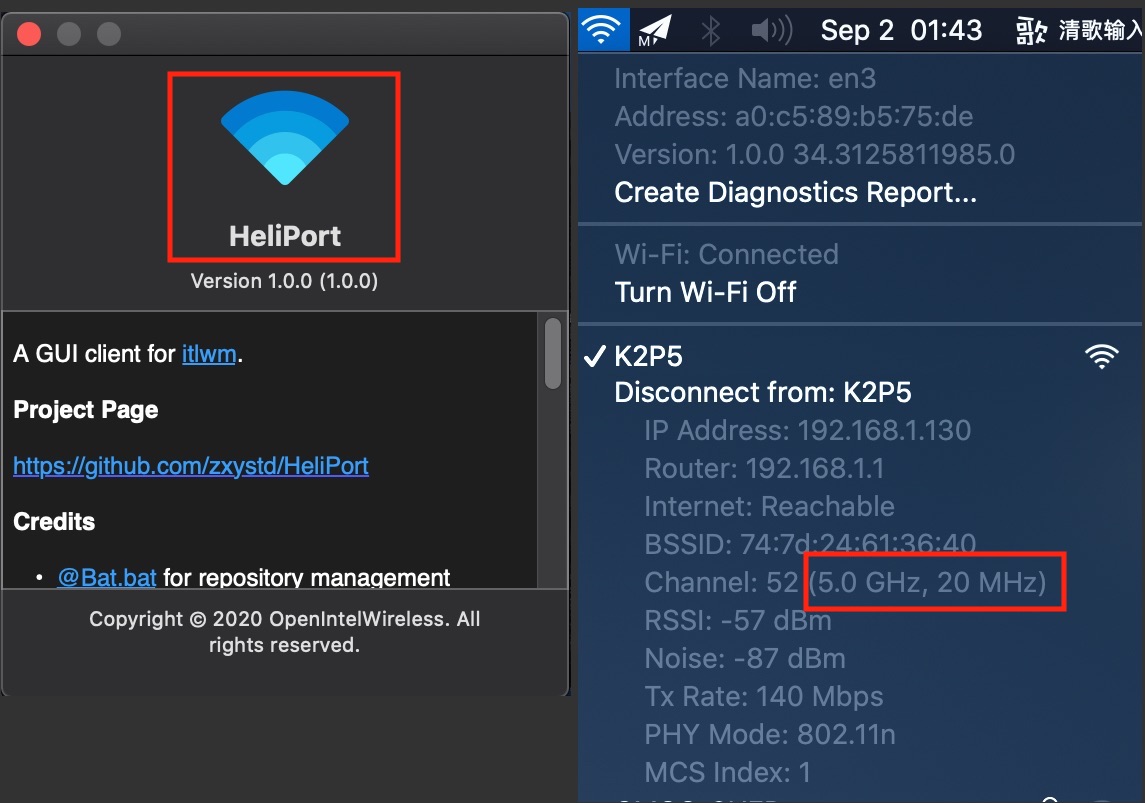 HeliPort
Version 1.0.0 (1.0.0)
A GUI client for itlwm.
Project Page
https://github.com/zxystd/HeliPort
Credits
• @Bat.bat for repository management
Copyright © 2020 OpenIntelWireless. All
rights reserved.
M
Sep 2 01:43
歌 清歌输入
Interface Name: en3
Address: a0:c5:89:b5:75:de
Version: 1.0.0 34.3125811985.0
Create Diagnostics Report...
Wi-Fi: Connected
Turn Wi-Fi Off
✓ K2P5
Disconnect from: K2P5
IP Address: 192.168.1.130
Router: 192.168.1.1
Internet: Reachable
BSSID: 74:7d:24:61:36:40
Channel: 52 (5.0 GHz, 20 MHz)
RSSI: -57 dBm
Noise: -87 dBm
Tx Rate: 140 Mbps
PHY Mode: 802.11n
MCS Index: 1